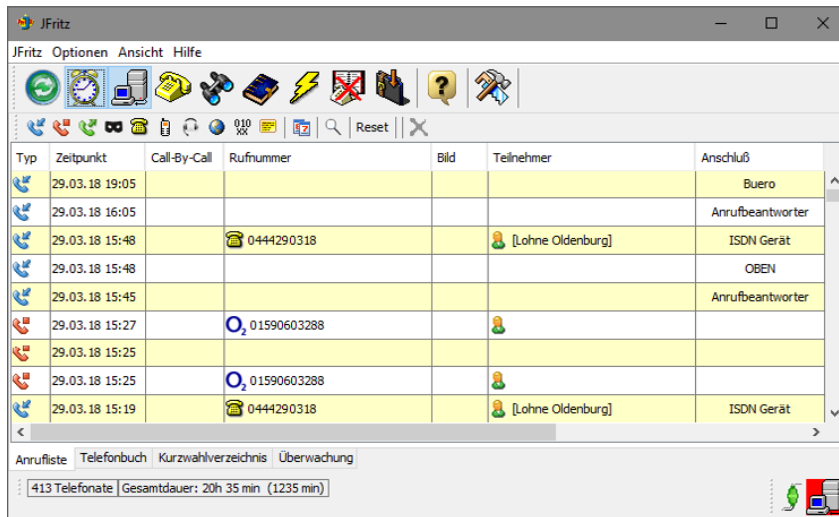 JFritz
JFritz Optionen Ansicht Hilfe
Reset
Typ Zeitpunkt Call-By-Call Rufnummer Bild Teilnehmer Anschluß
29.03.18 19:05 Buero
29.03.18 16:05 Anrufbeantworter
29.03.18 15:48 0444290318 [Lohne Oldenburg] ISDN Gerät
29.03.18 15:48 OBEN
29.03.18 15:45 Anrufbeantworter
29.03.18 15:27 O2 01590603288
29.03.18 15:25
29.03.18 15:25 O2 01590603288
29.03.18 15:19 0444290318 [Lohne Oldenburg] ISDN Gerät
Anrufliste Telefonbuch Kurzwahlverzeichnis Überwachung
413 Telefonate Gesamtdauer: 20h 35 min (1235 min)